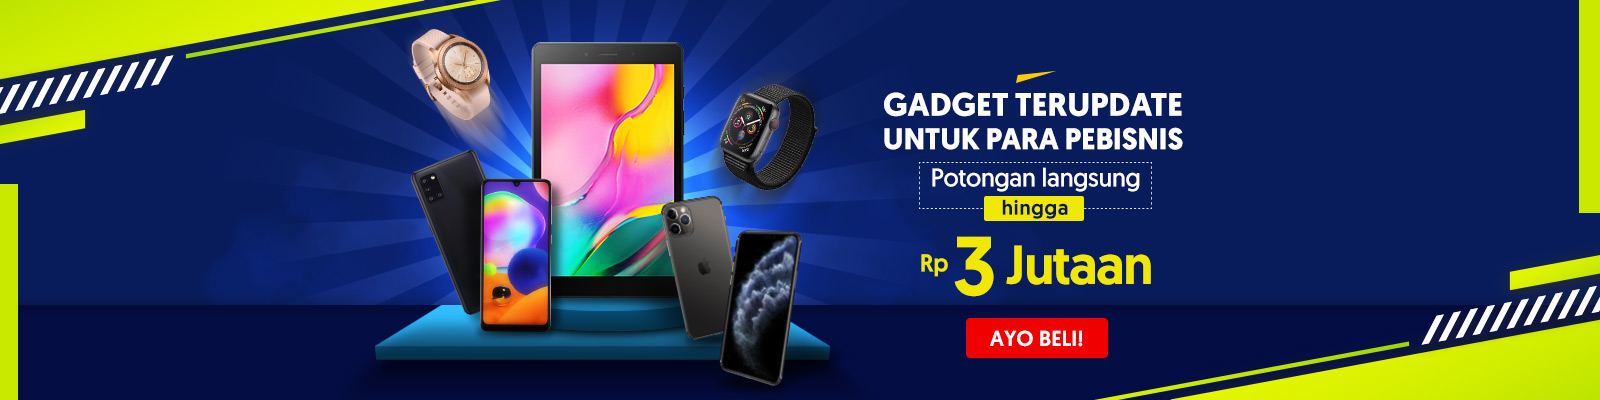 GADGET TERUPDATE
UNTUK PARA PEBISNIS
Potongan langsung
hingga
Rp 3 Jutaan
AYO BELI!